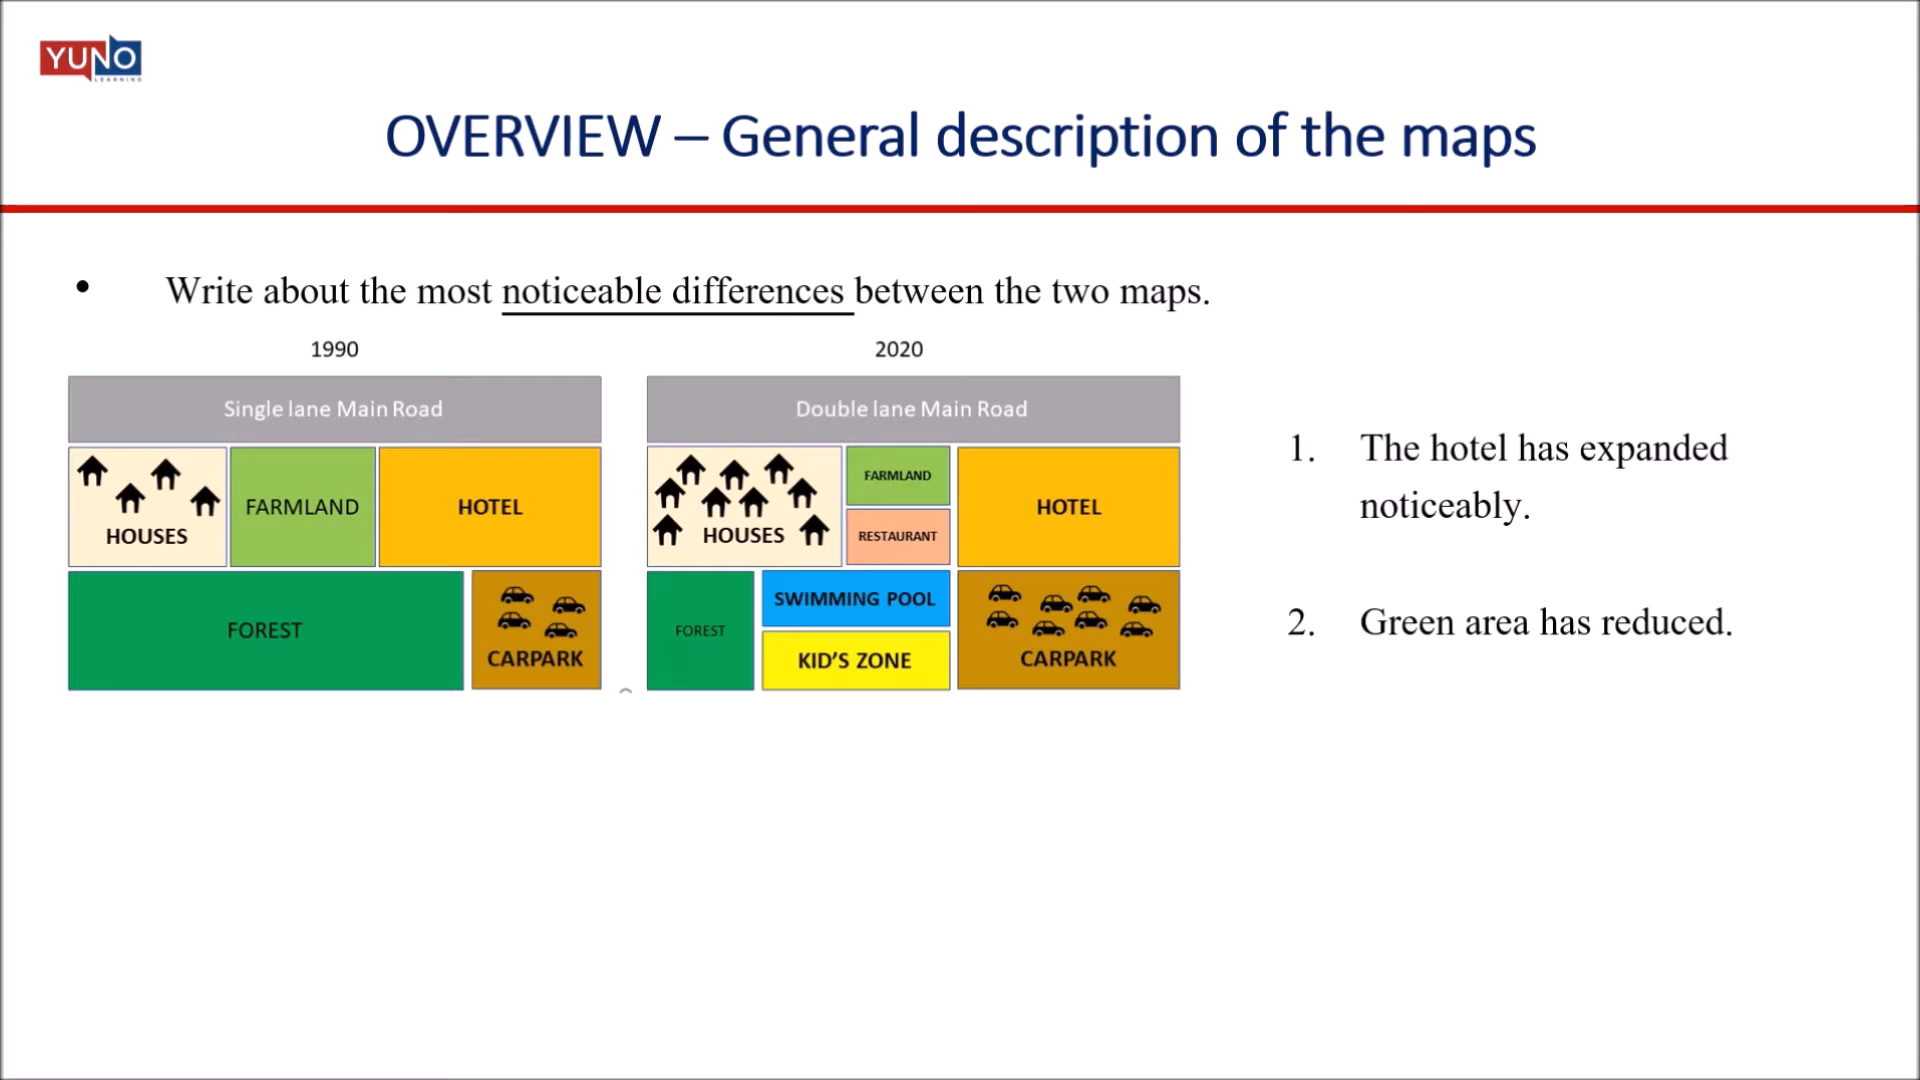 YUNO
LEARNING
OVERVIEW – General description of the maps
• Write about the most noticeable differences between the two maps.
1990
Single lane Main Road
HOUSES
FARMLAND
HOTEL
FOREST
CARPARK
2020
Double lane Main Road
HOUSES
FARMLAND
RESTAURANT
HOTEL
FOREST
SWIMMING POOL
KID'S ZONE
CARPARK
1. The hotel has expanded
noticeably.
2. Green area has reduced.